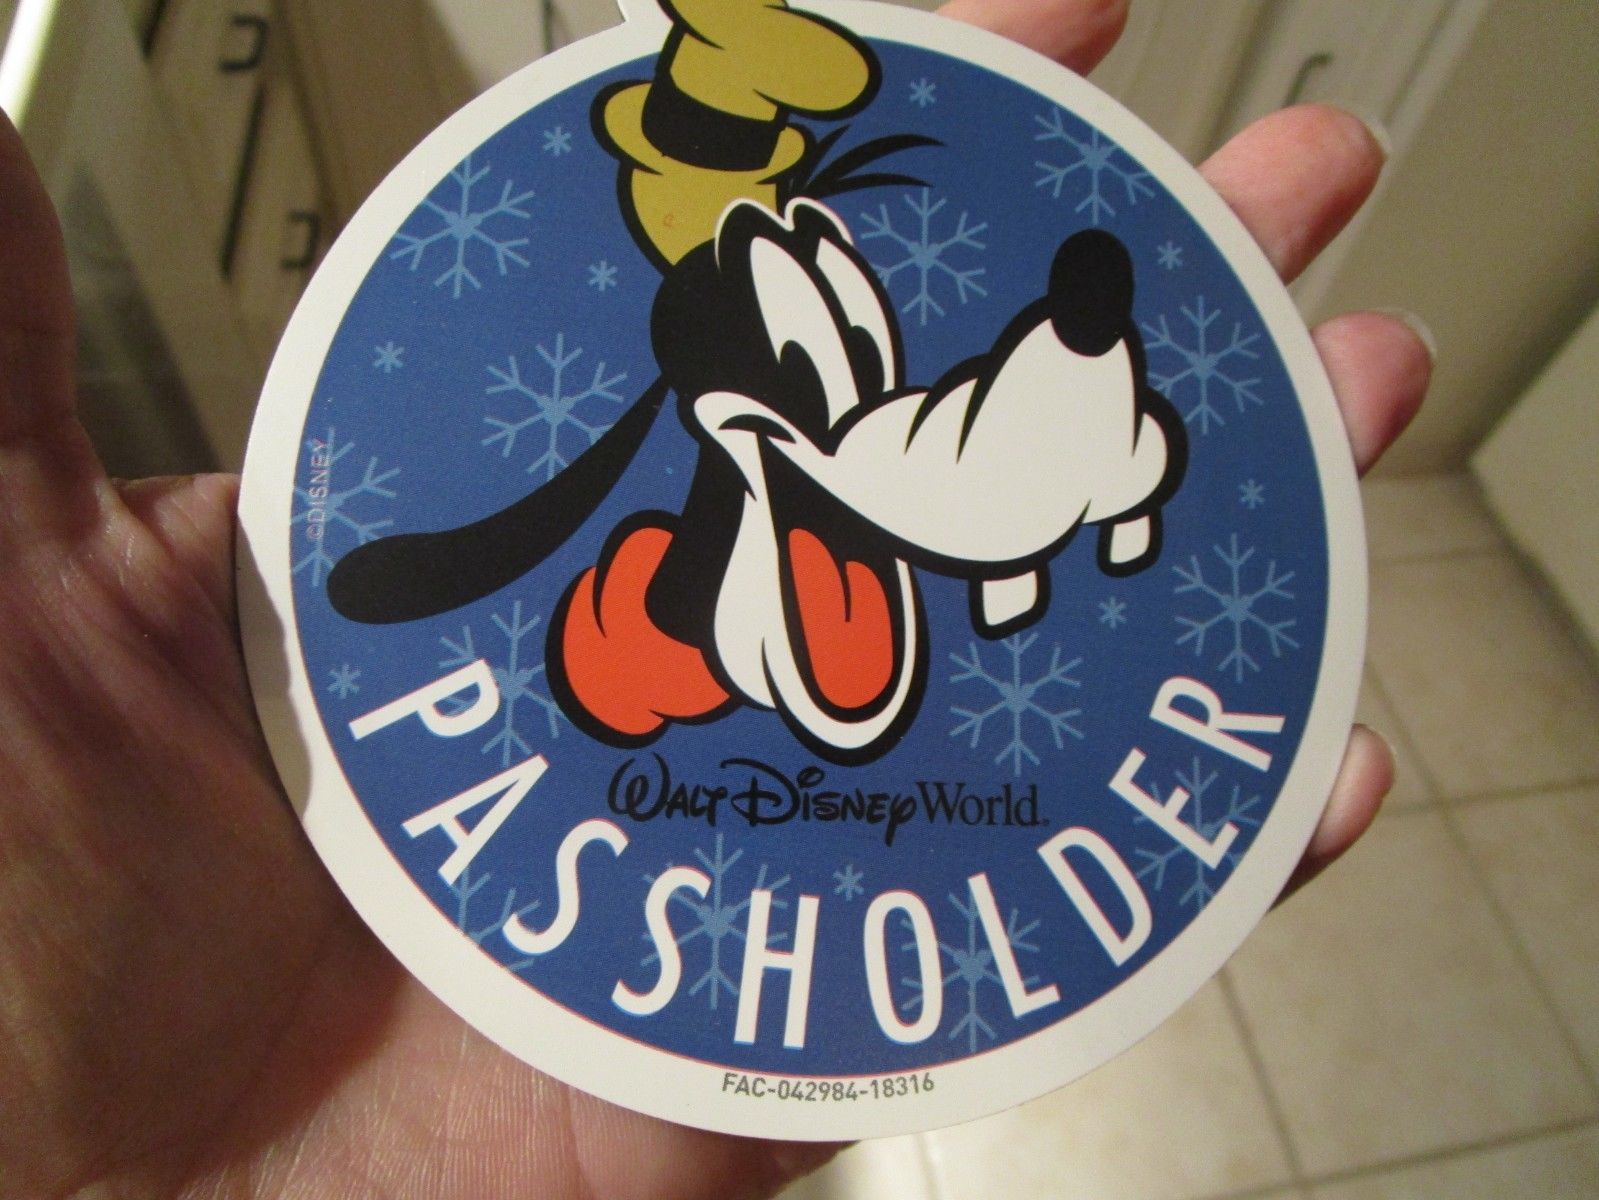 ©DISNEY
WALT DISNEY World.
PASSHOLDER
FAC-042984-18316